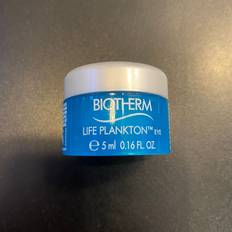 BIOTHERM
LIFE PLANKTON™ EYE
e 5 ml 0.16 FL. OZ.